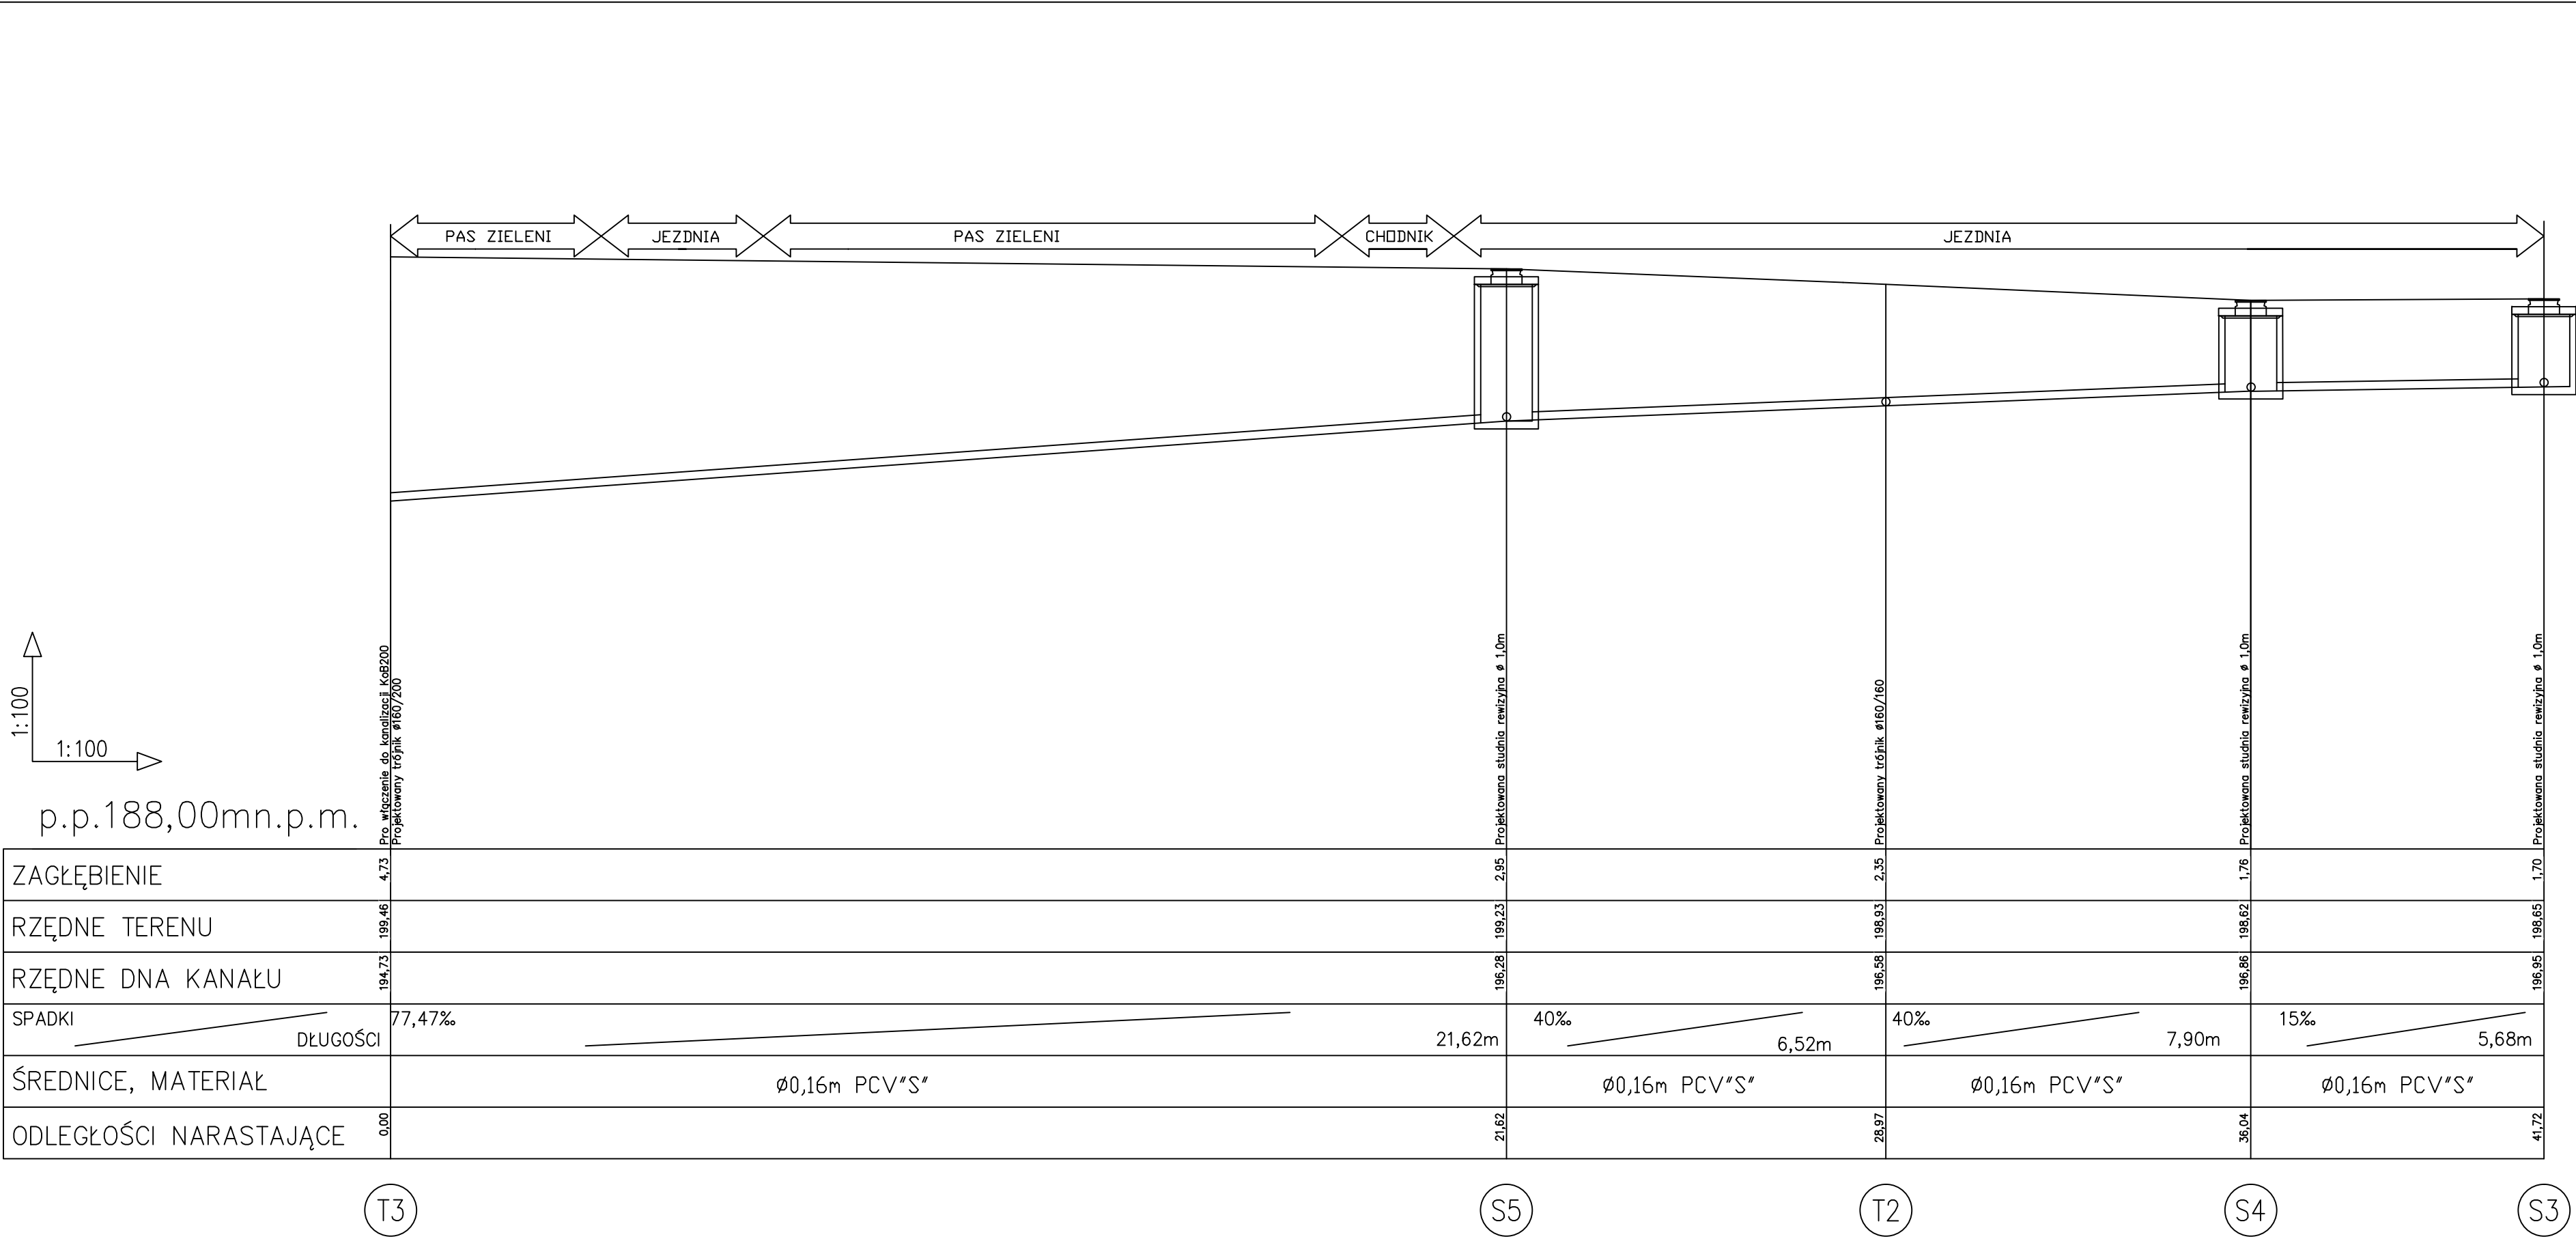 PAS ZIELENI JEZDNIA PAS ZIELENI CHODNIK JEZDNIA
1:100
1:100
p.p.188,00mn.p.m.
Pro włączenie do kanalizacji KoB200
Projektowany trójnik ø160/200
Projektowana studnia rewizyjna ø 1,0m
Projektowany trójnik ø160/160
Projektowana studnia rewizyjna ø 1,0m
Projektowana studnia rewizyjna ø 1,0m
ZAGŁĘBIENIE 4,73 2,95 2,35 1,76 1,70
RZĘDNE TERENU 199,46 199,23 198,93 198,62 198,65
RZĘDNE DNA KANAŁU 194,73 196,28 196,58 196,86 196,95
SPADKI 77,47‰ 40‰ 40‰ 15‰
DŁUGOŚCI 21,62m 6,52m 7,90m 5,68m
ŚREDNICE, MATERIAŁ Ø0,16m PCV"S" Ø0,16m PCV"S" Ø0,16m PCV"S" Ø0,16m PCV"S"
ODLEGŁOŚCI NARASTAJĄCE 0,00 21,62 28,97 36,04 41,72
T3 S5 T2 S4 S3